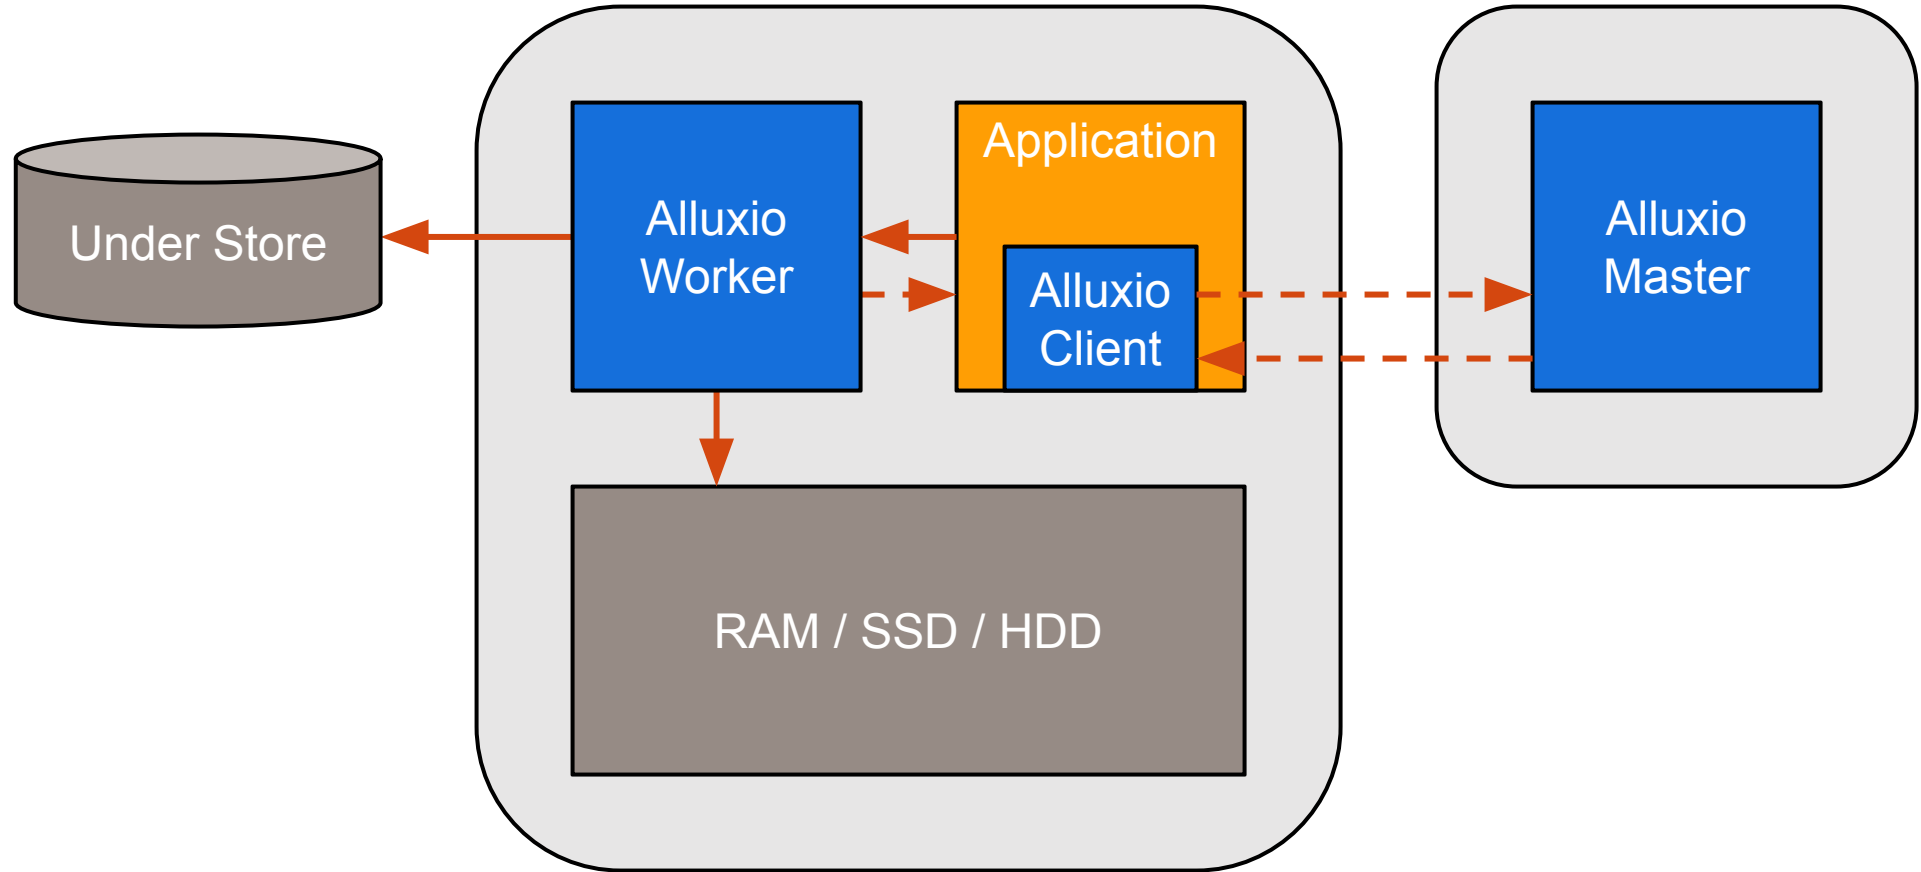 Under Store
Alluxio
Worker
Application
Alluxio
Client
Alluxio
Master
RAM / SSD / HDD